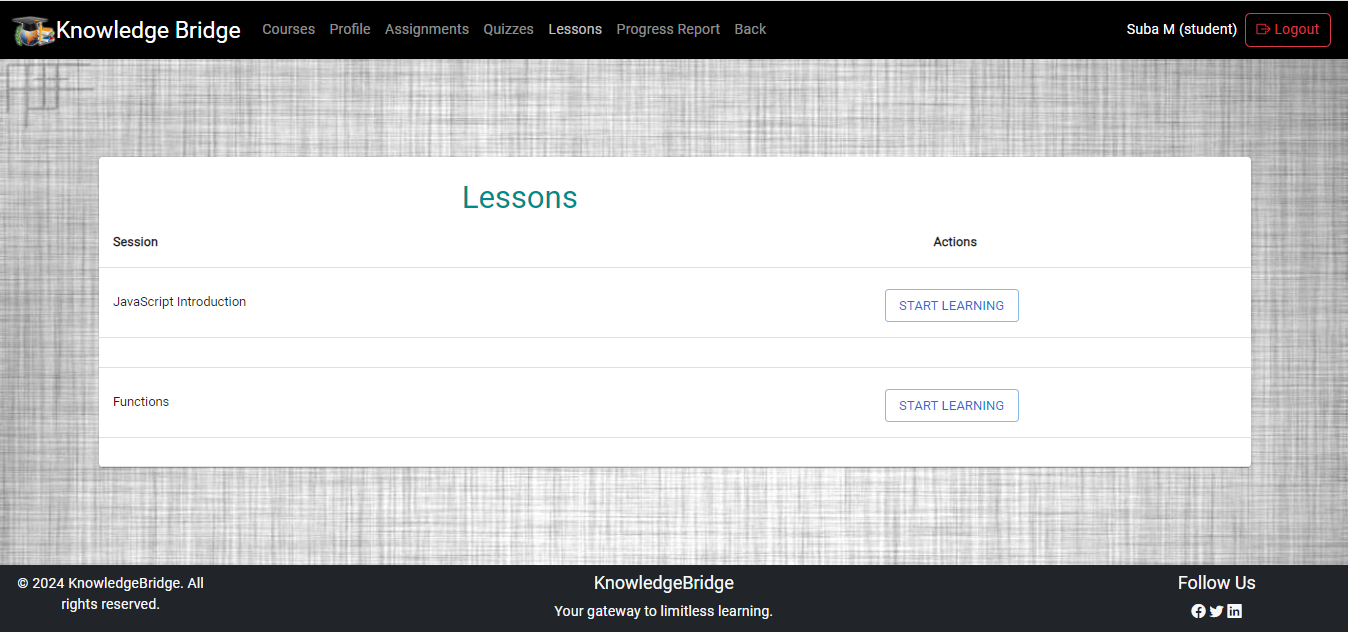 Knowledge Bridge Courses Profile Assignments Quizzes Lessons Progress Report Back Suba M (student) Logout
Lessons
Session Actions
JavaScript Introduction START LEARNING
Functions START LEARNING
© 2024 KnowledgeBridge. All
rights reserved.
KnowledgeBridge
Your gateway to limitless learning.
Follow Us